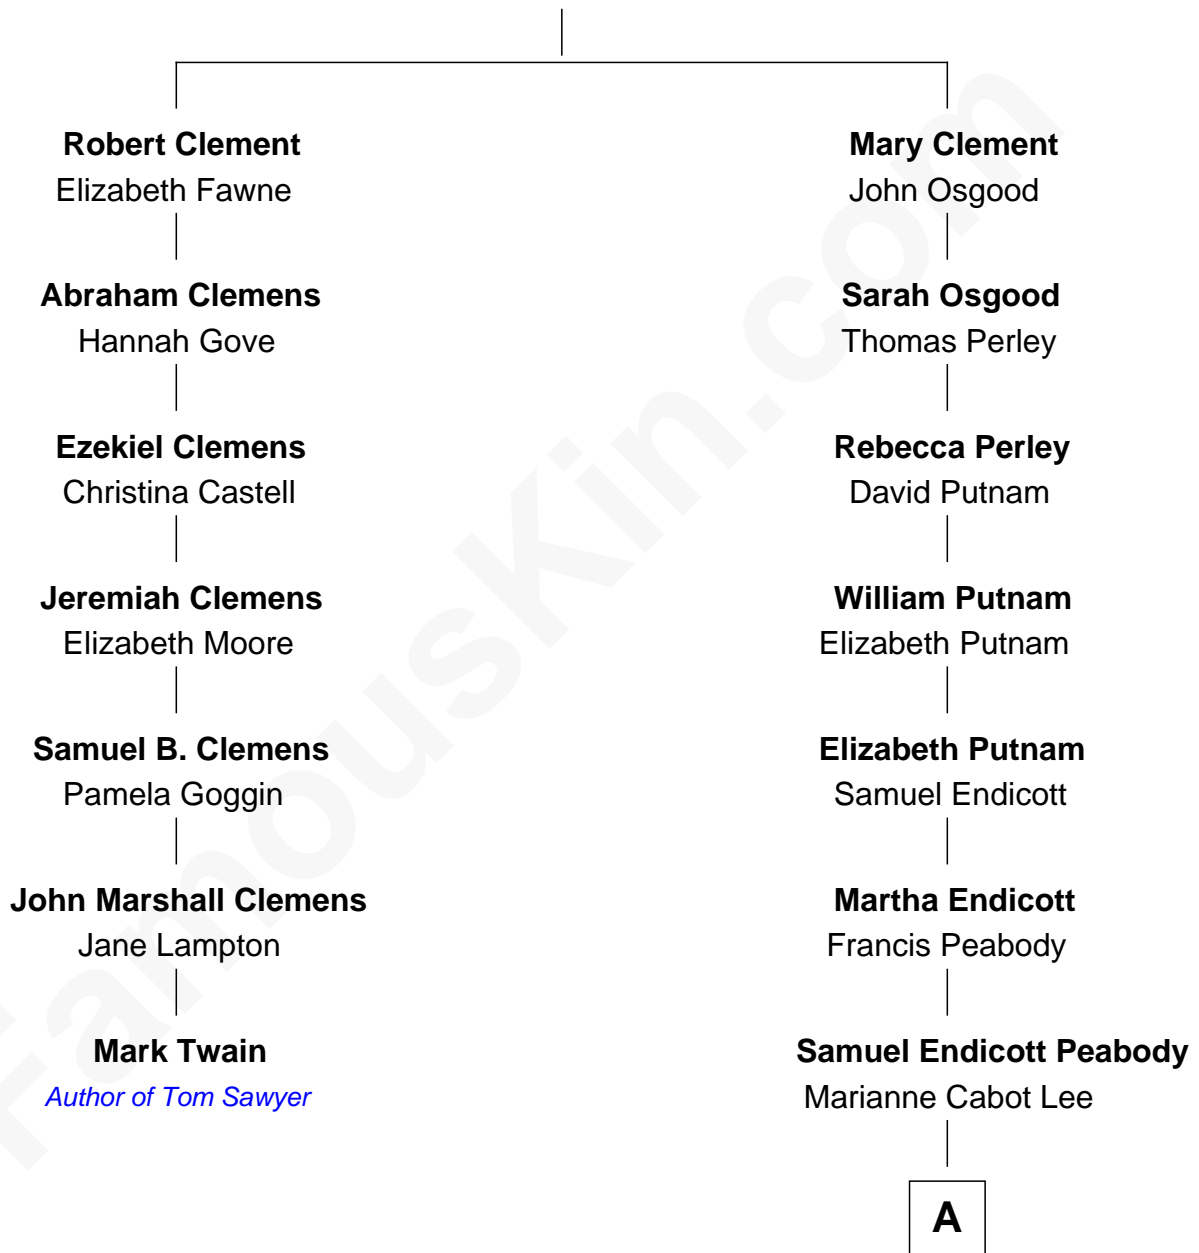 Robert Clement
Elizabeth Fawne
Abraham Clemens
Hannah Gove
Ezekiel Clemens
Christina Castell
Jeremiah Clemens
Elizabeth Moore
Samuel B. Clemens
Pamela Goggin
John Marshall Clemens
Jane Lampton
Mark Twain
Author of Tom Sawyer
Mary Clement
John Osgood
Sarah Osgood
Thomas Perley
Rebecca Perley
David Putnam
William Putnam
Elizabeth Putnam
Elizabeth Putnam
Samuel Endicott
Martha Endicott
Francis Peabody
Samuel Endicott Peabody
Marianne Cabot Lee
A
FamousKin.com